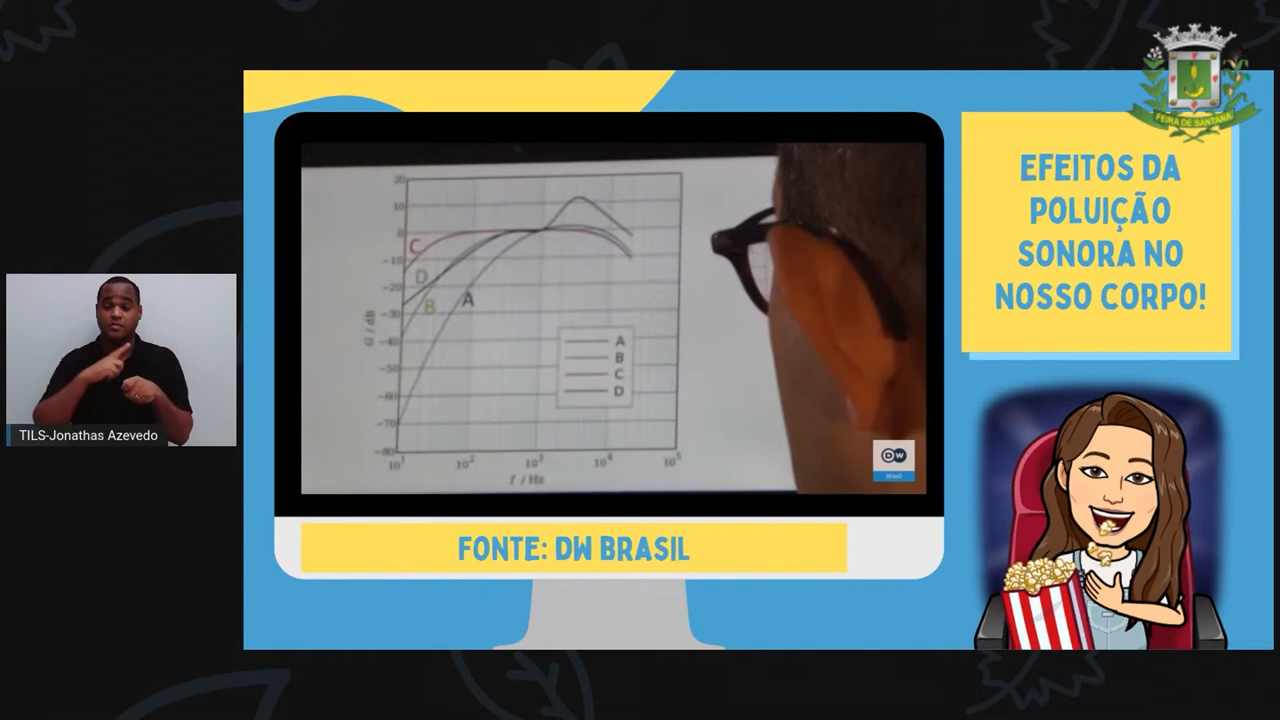 FEIRA DE SANTANA
EFEITOS DA
POLUIÇÃO
SONORA NO
NOSSO CORPO!
20
10
0
-10
-20
-30
-40
-50
-60
-70
-80
G / dB
C
D
B
A
A
B
C
D
10¹
10²
10³
10⁴
10⁵
f / Hz
DW
Brasil
TILS-Jonathas Azevedo
FONTE: DW BRASIL